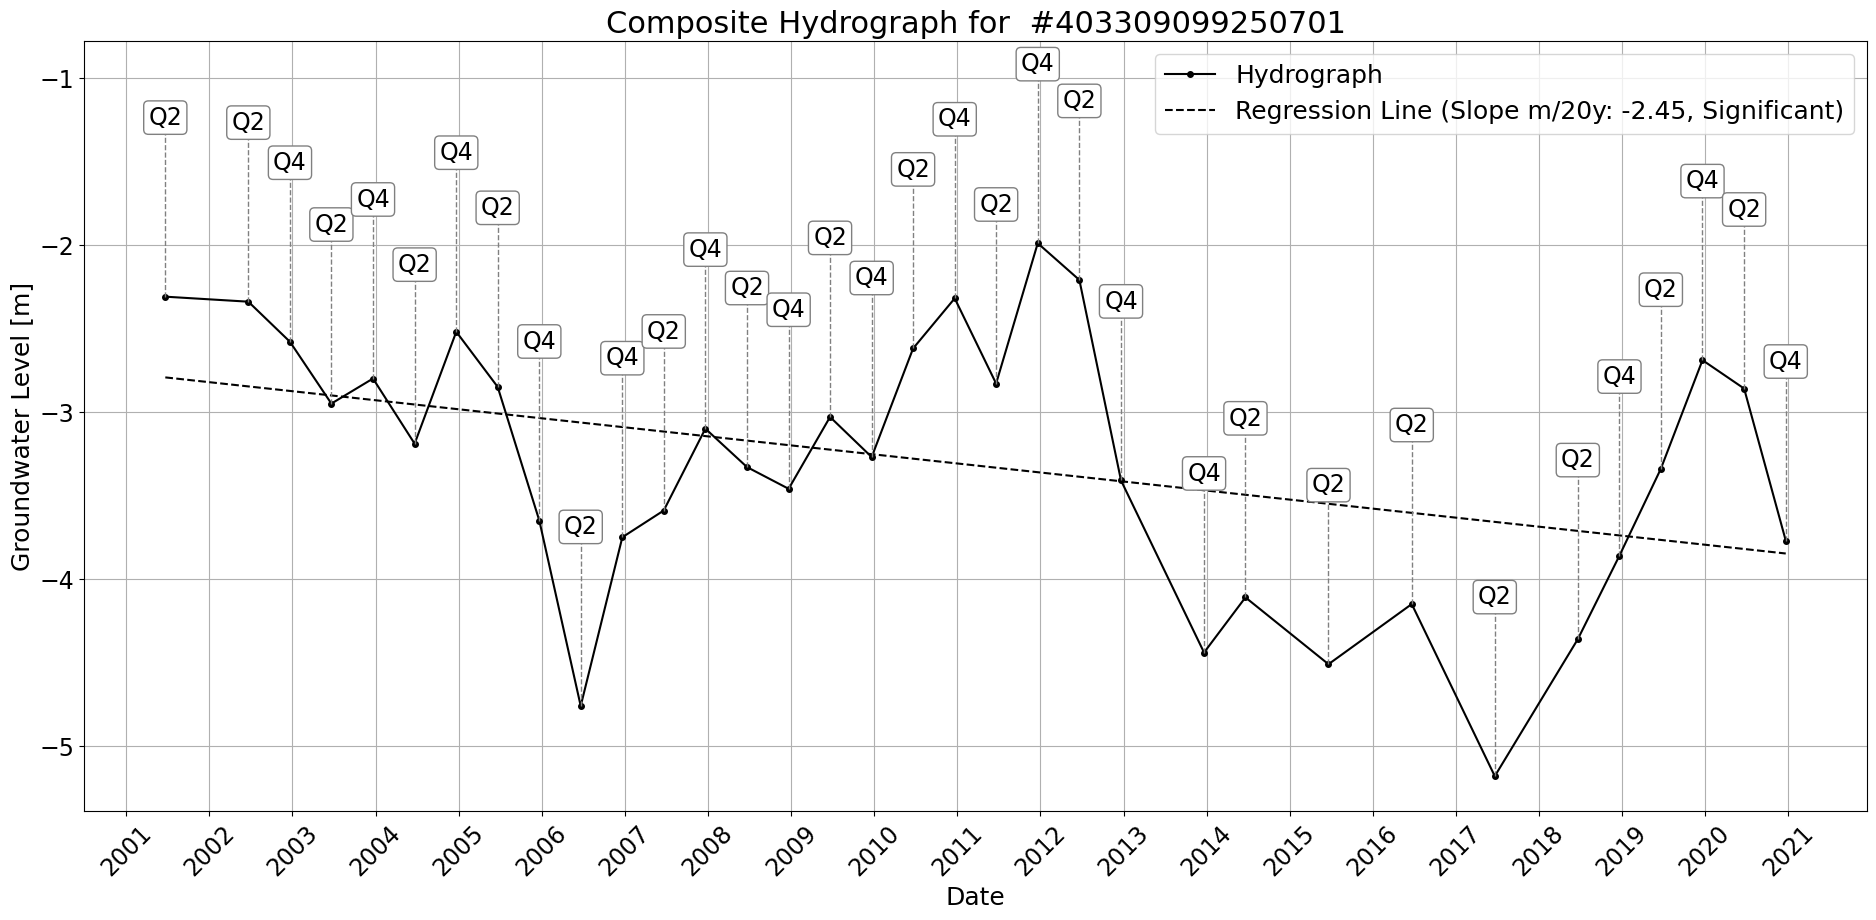 Composite Hydrograph for  #403309099250701
Hydrograph
Regression Line (Slope m/20y: -2.45, Significant)
Groundwater Level [m]
−1
−2
−3
−4
−5
Q2
Q2
Q4
Q2
Q4
Q2
Q4
Q2
Q4
Q2
Q4
Q2
Q4
Q2
Q4
Q2
Q4
Q2
Q4
Q2
Q4
Q2
Q4
Q4
Q2
Q2
Q2
Q2
Q2
Q4
Q2
Q4
Q2
Q4
2001
2002
2003
2004
2005
2006
2007
2008
2009
2010
2011
2012
2013
2014
2015
2016
2017
2018
2019
2020
2021
Date